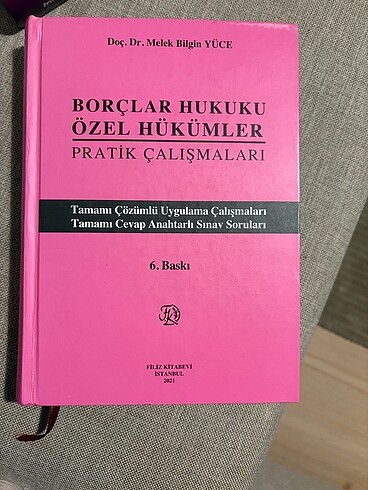 Doç. Dr. Melek Bilgin YÜCE
BORÇLAR HUKUKU
ÖZEL HÜKÜMLER
PRATİK ÇALIŞMALARI
Tamamı Çözümlü Uygulama Çalışmaları
Tamamı Cevap Anahtarlı Sınav Soruları
6. Baskı
FİLİZ KİTABEVİ
İSTANBUL
2021